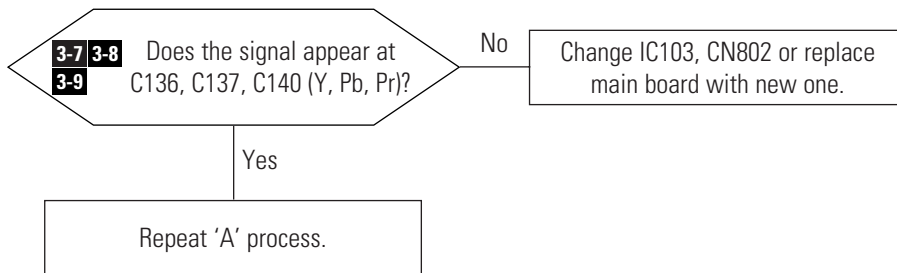 3-7 3-8 Does the signal appear at
3-9 C136, C137, C140 (Y, Pb, Pr)?
No
Change IC103, CN802 or replace
main board with new one.
Yes
Repeat ‘A’ process.